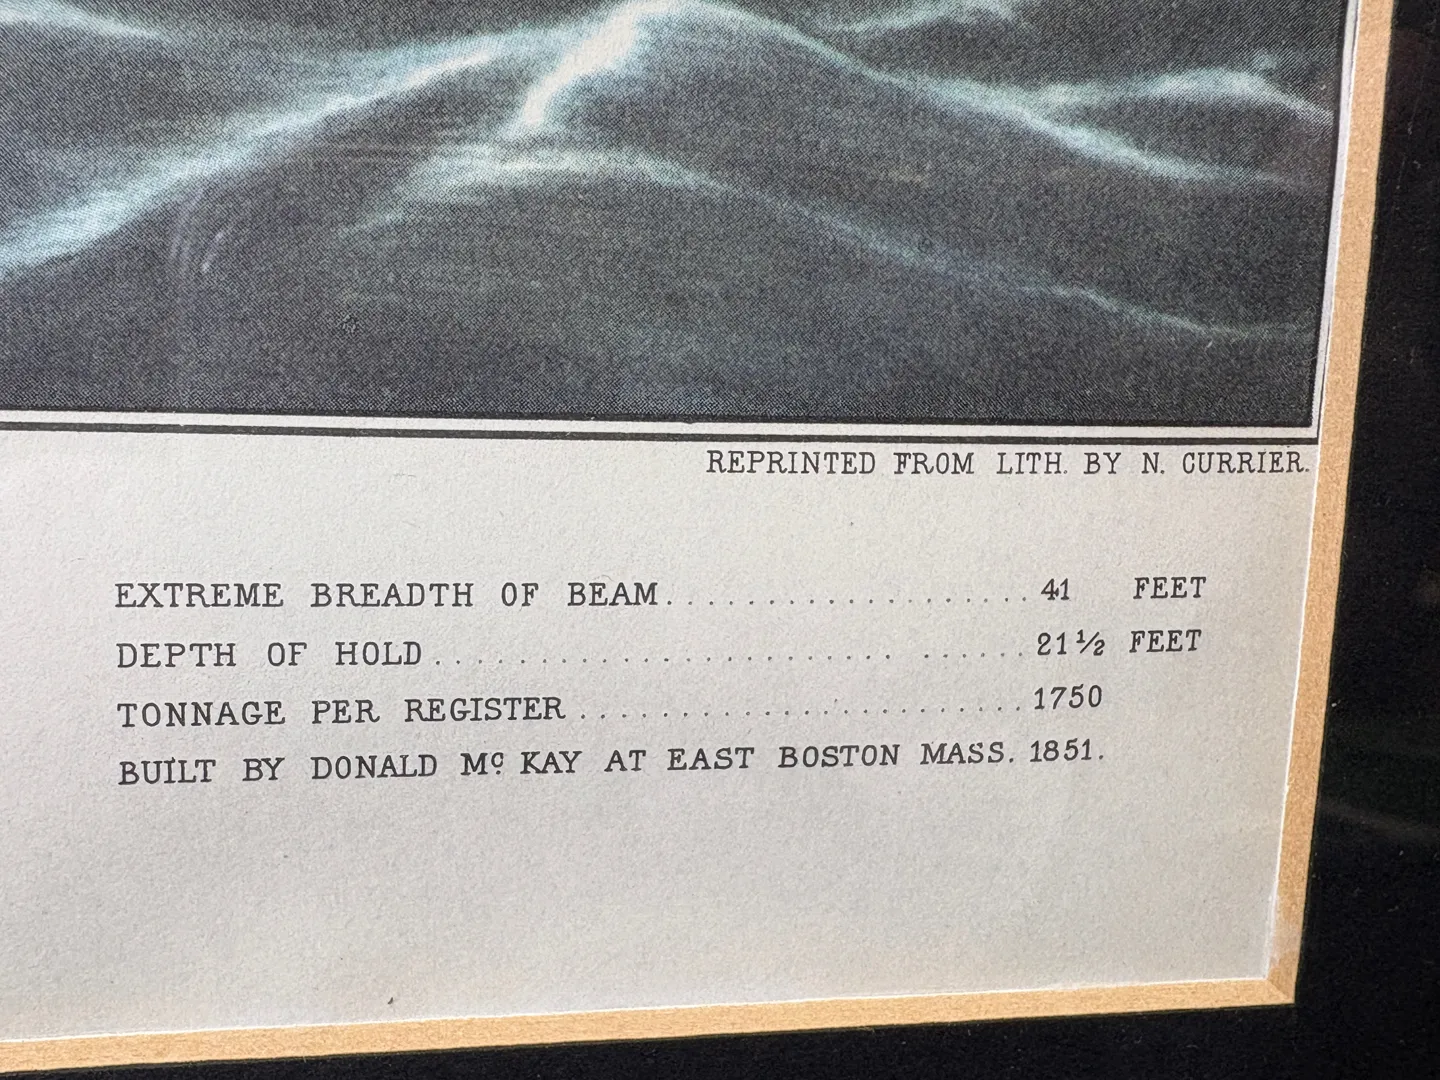 REPRINTED FROM LITH. BY N. CURRIER.
EXTREME BREADTH OF BEAM.................... 41 FEET
DEPTH OF HOLD................................. 21½ FEET
TONNAGE PER REGISTER.......................... 1750
BUILT BY DONALD Mc KAY AT EAST BOSTON MASS. 1851.